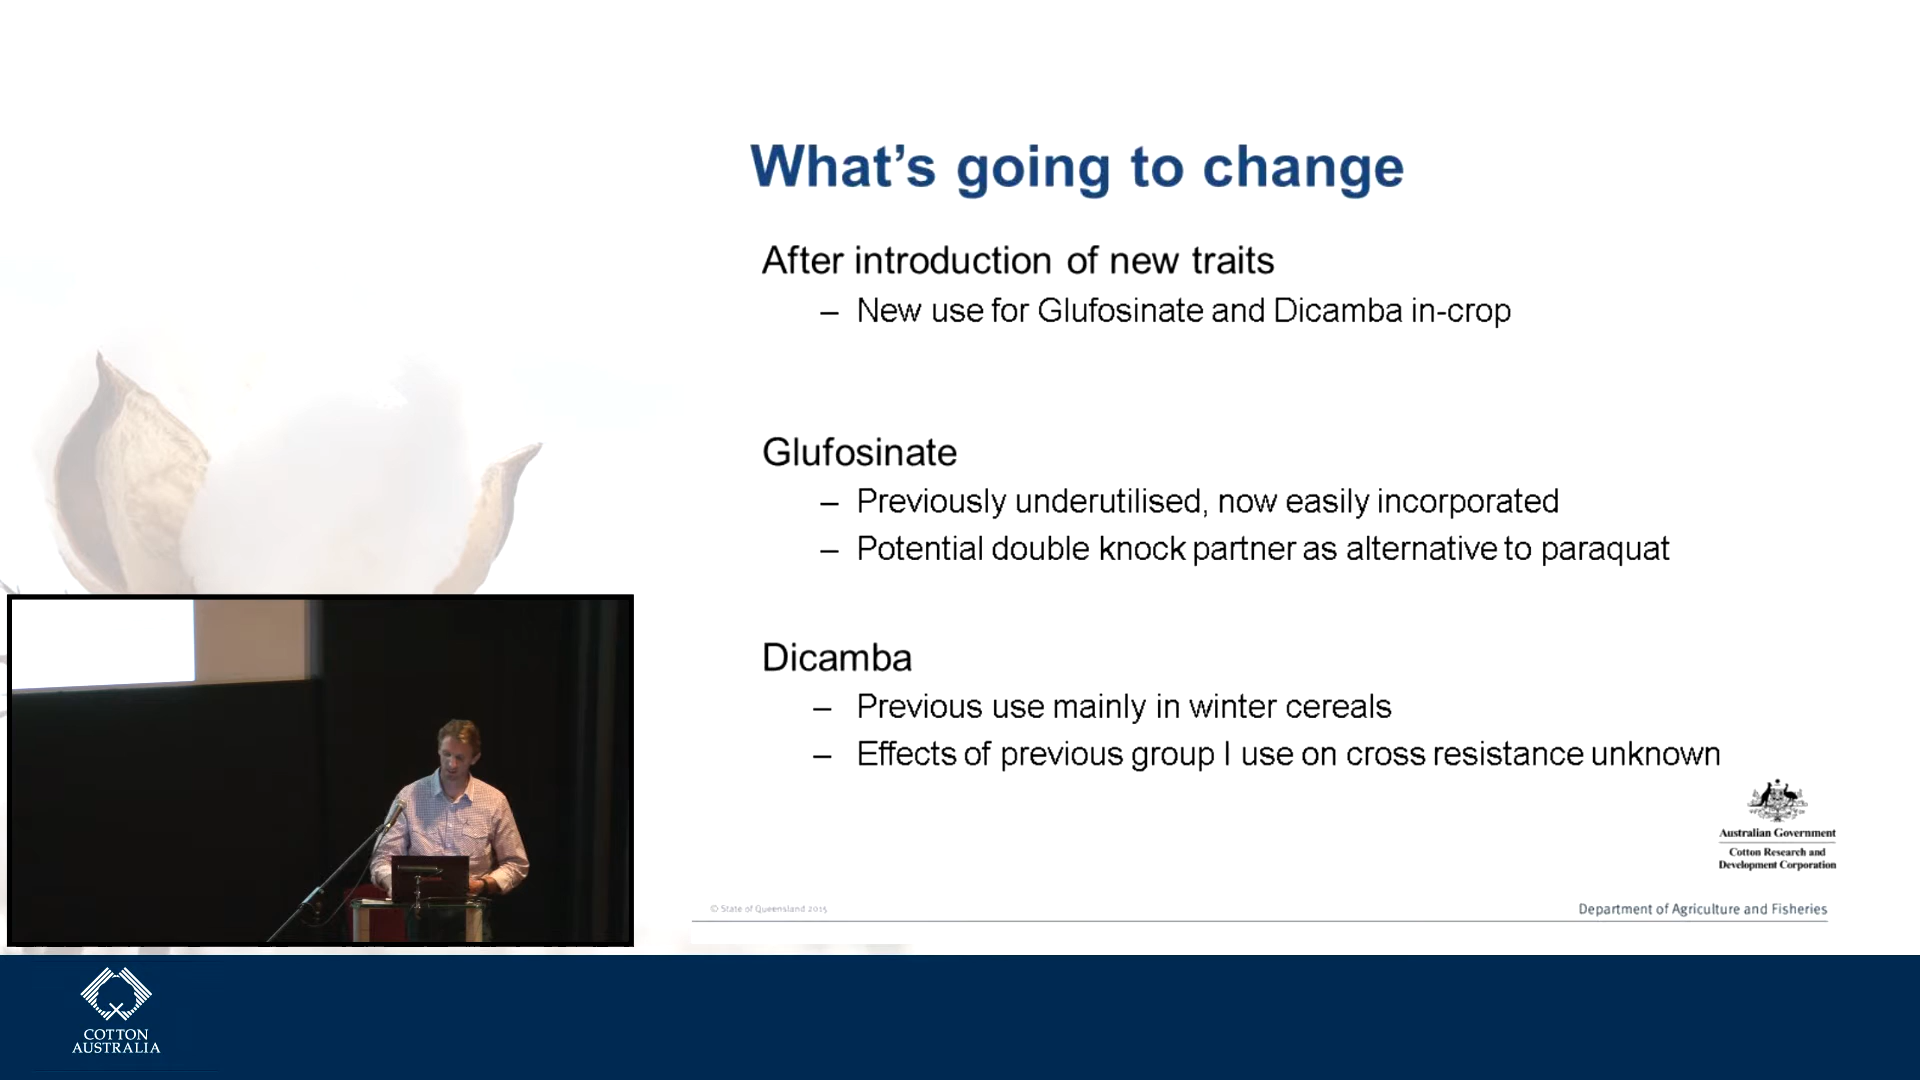 What's going to change
After introduction of new traits
– New use for Glufosinate and Dicamba in-crop
Glufosinate
– Previously underutilised, now easily incorporated
– Potential double knock partner as alternative to paraquat
Dicamba
– Previous use mainly in winter cereals
– Effects of previous group I use on cross resistance unknown
Australian Government
Cotton Research and
Development Corporation
© State of Queensland 2015
Department of Agriculture and Fisheries
COTTON
AUSTRALIA